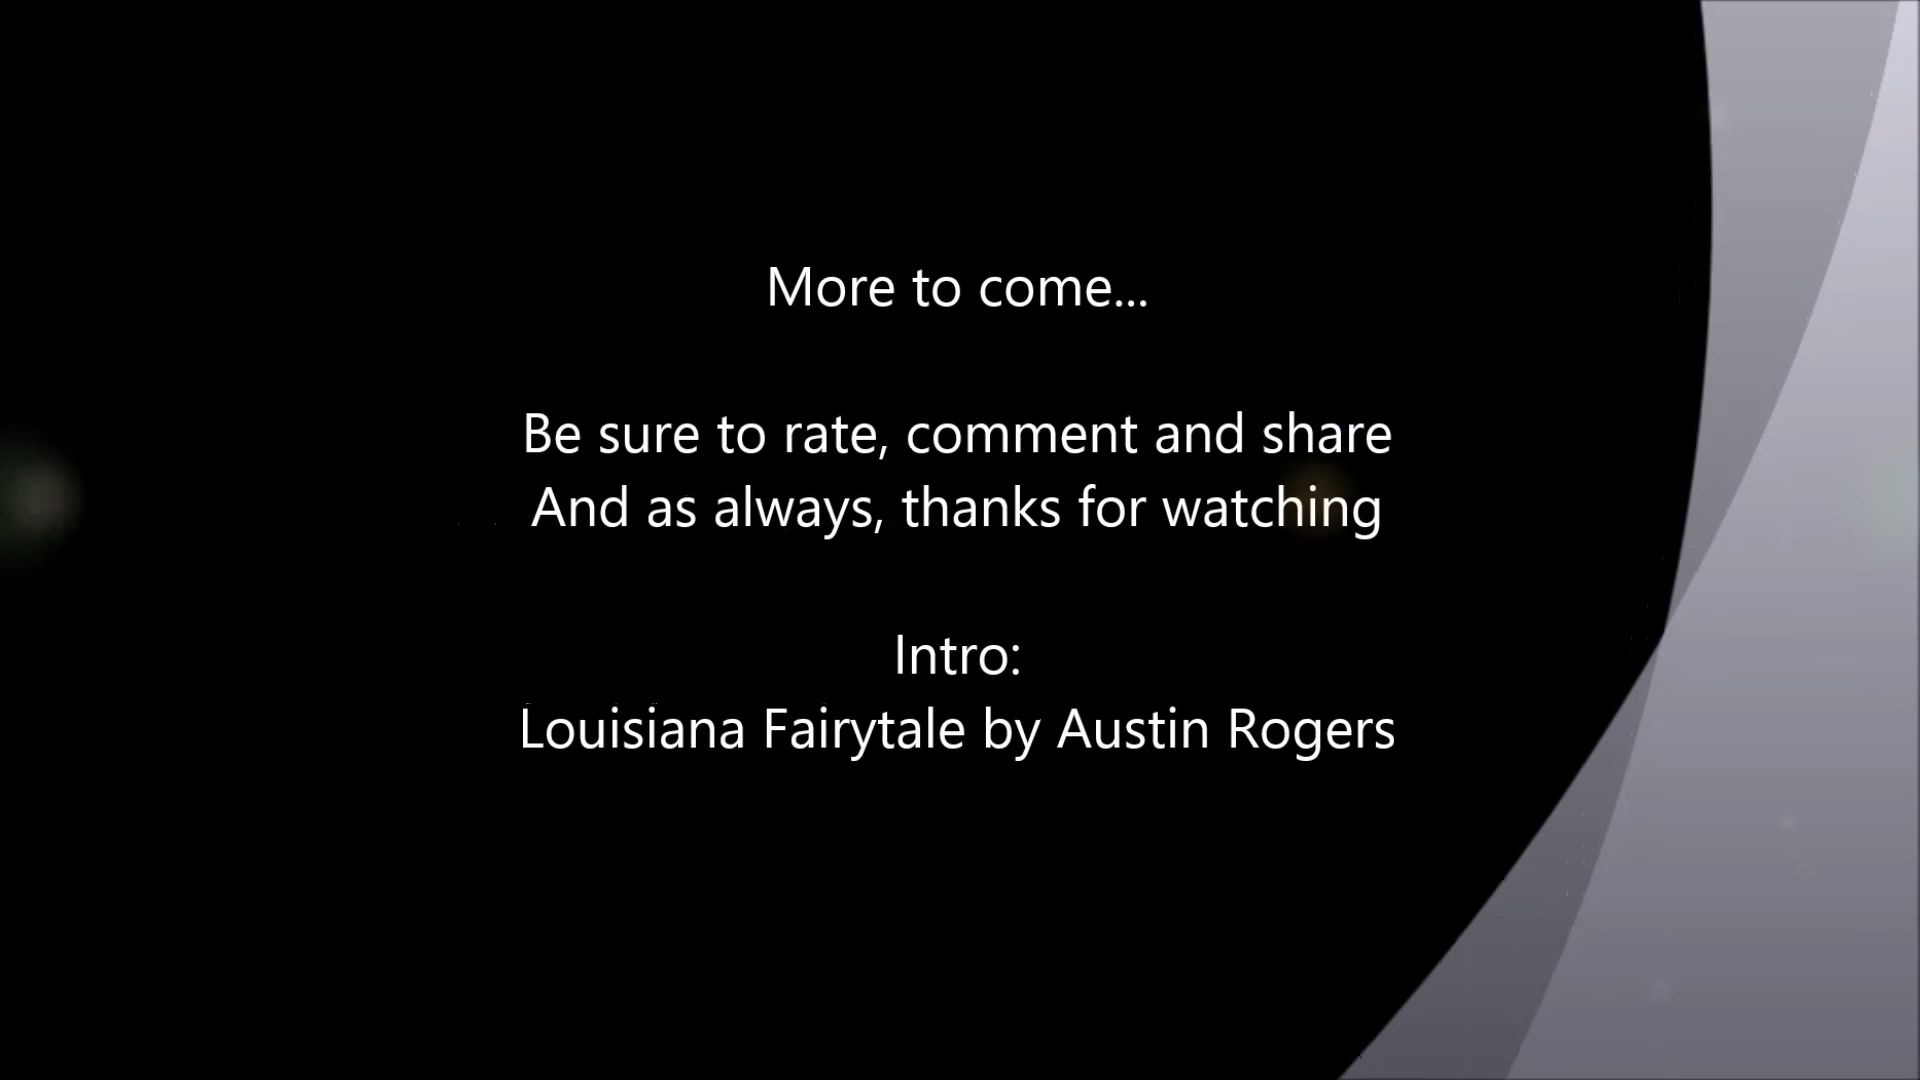 More to come...
Be sure to rate, comment and share
And as always, thanks for watching
Intro:
Louisiana Fairytale by Austin Rogers